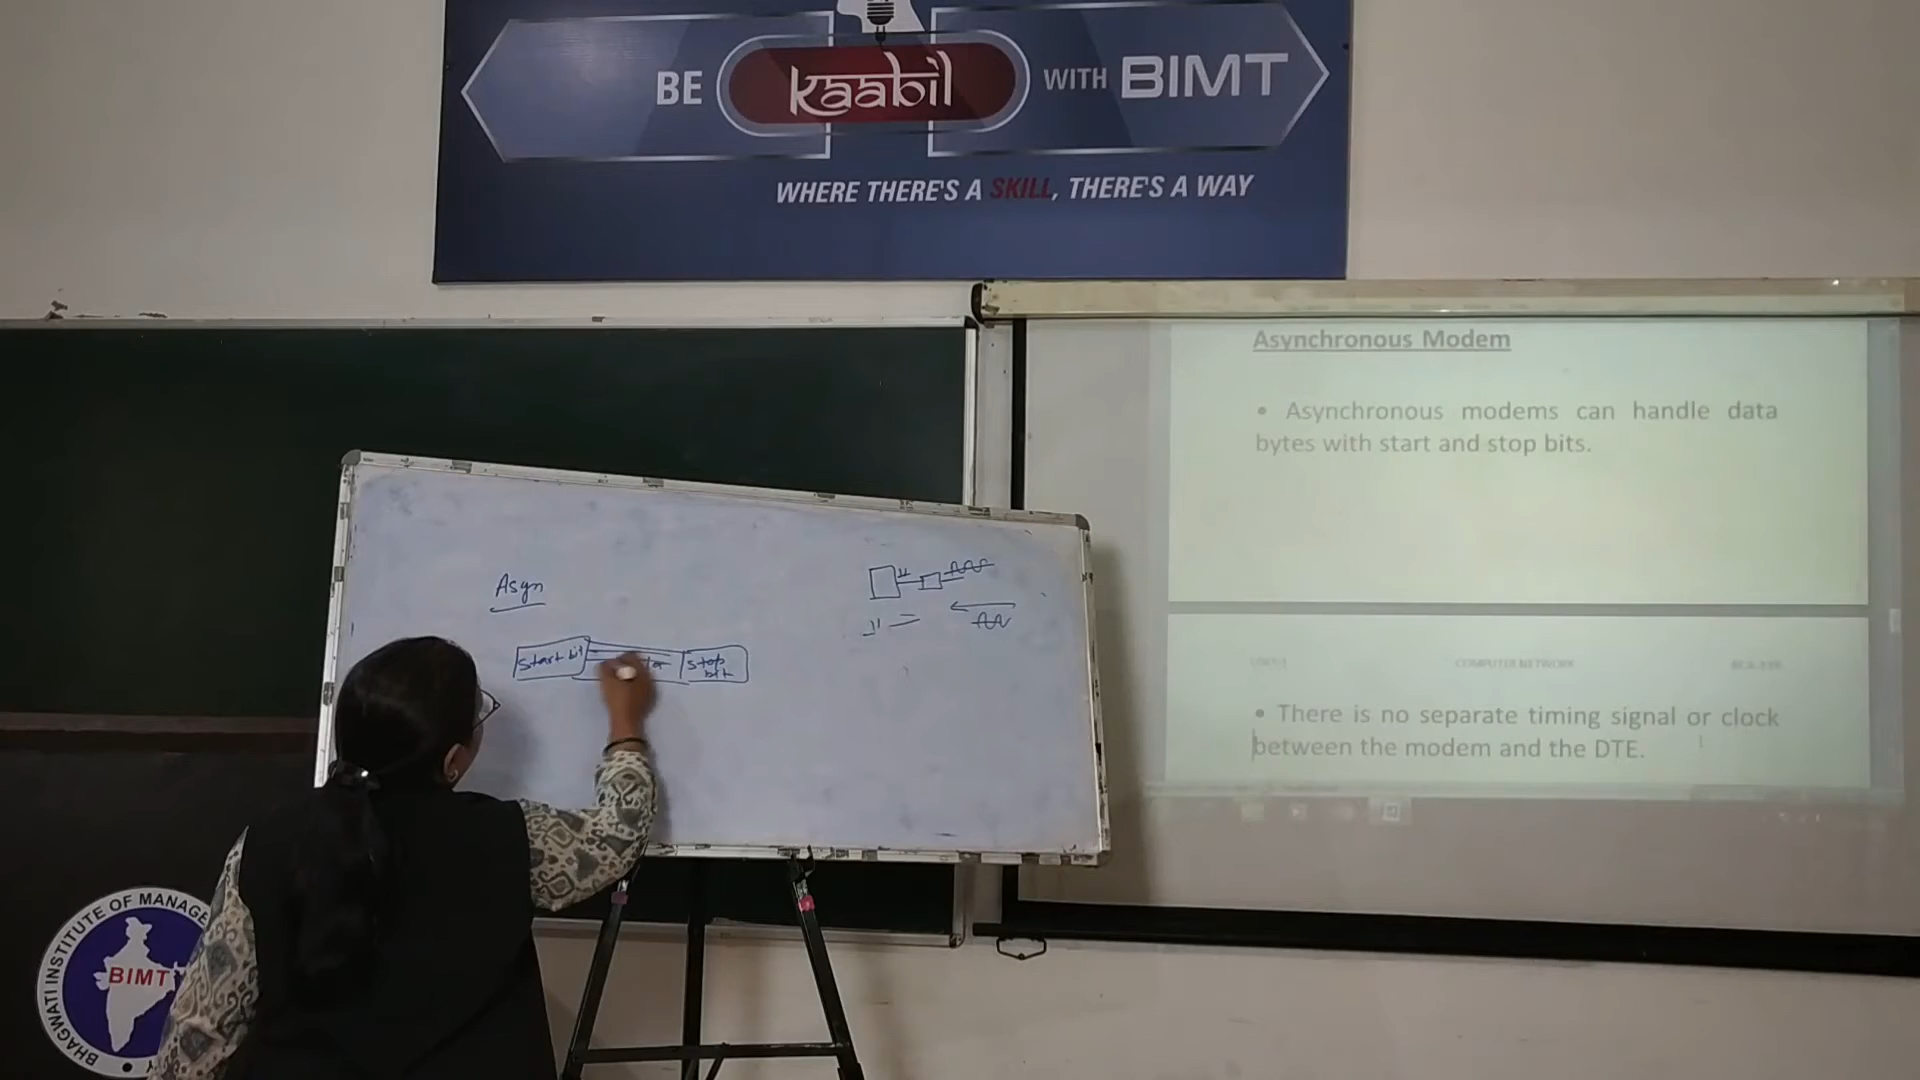 BE kaabil WITH BIMT
WHERE THERE'S A SKILL, THERE'S A WAY
Asynchronous Modem
• Asynchronous modems can handle data
bytes with start and stop bits.
COMPUTER NETWORK
• There is no separate timing signal or clock
between the modem and the DTE.
Asyn
Start bit
Stop
bit
BHAGWATI INSTITUTE OF MANAGE
BIMT